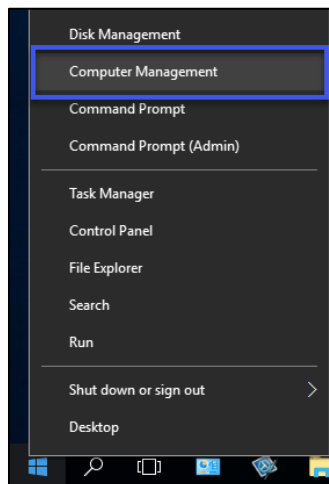 Disk Management
Computer Management
Command Prompt
Command Prompt (Admin)
Task Manager
Control Panel
File Explorer
Search
Run
Shut down or sign out
Desktop